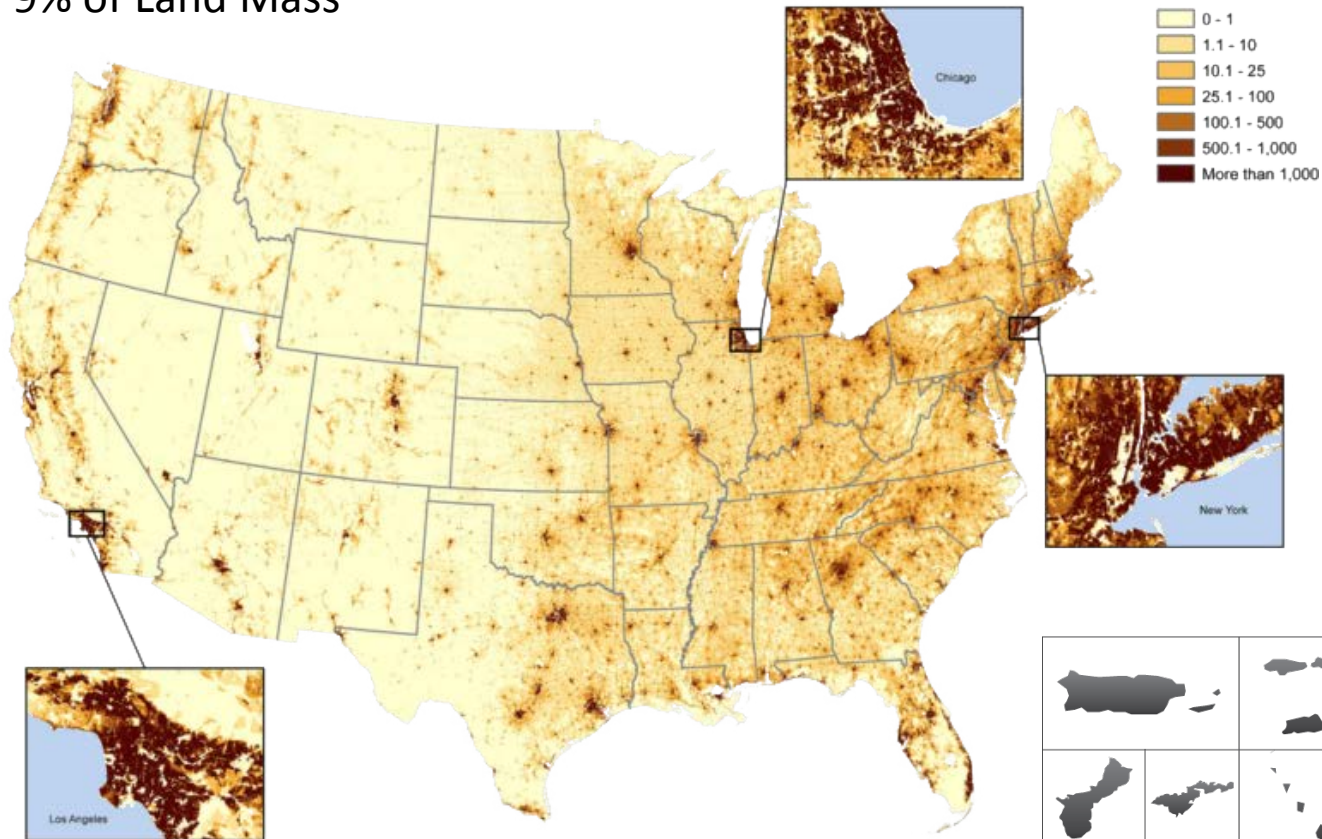 9% of Land Mass
0 - 1
1.1 - 10
10.1 - 25
25.1 - 100
100.1 - 500
500.1 - 1,000
More than 1,000
Chicago
New York
Los Angeles